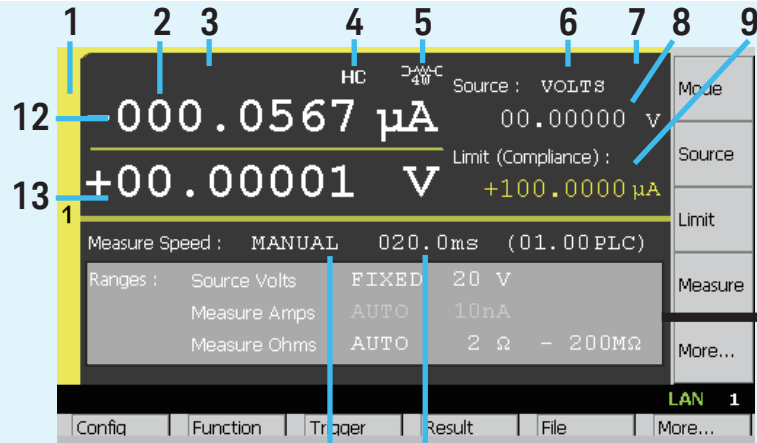 1 2 3 4 5 6 7 8 9
HC 4W Source : VOLTS Mode
12 -000.0567 µA 00.00000 V
Limit (Compliance) : Source
13 +00.00001 V +100.0000 µA
1 Limit
Measure Speed : MANUAL 020.0ms (01.00 PLC)
Ranges : Source Volts FIXED 20 V Measure
Measure Amps AUTO 10nA
Measure Ohms AUTO 2 Ω - 200MΩ More...
LAN 1
Config Function Trigger Result File More...